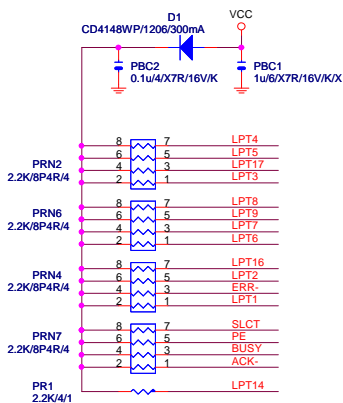 D1
VCC
CD4148WP/1206/300mA
PBC2
0.1u/4/X7R/16V/K
PBC1
1u/6/X7R/16V/K/X
8 7 LPT4
6 5 LPT5
PRN2
4 3 LPT17
2.2K/8P4R/4
2 1 LPT3
8 7 LPT8
6 5 LPT9
PRN6
4 3 LPT7
2.2K/8P4R/4
2 1 LPT6
8 7 LPT16
6 5 LPT2
PRN4
4 3 ERR-
2.2K/8P4R/4
2 1 LPT1
8 7 SLCT
6 5 PE
PRN7
4 3 BUSY
2.2K/8P4R/4
2 1 ACK-
PR1
LPT14
2.2K/4/1